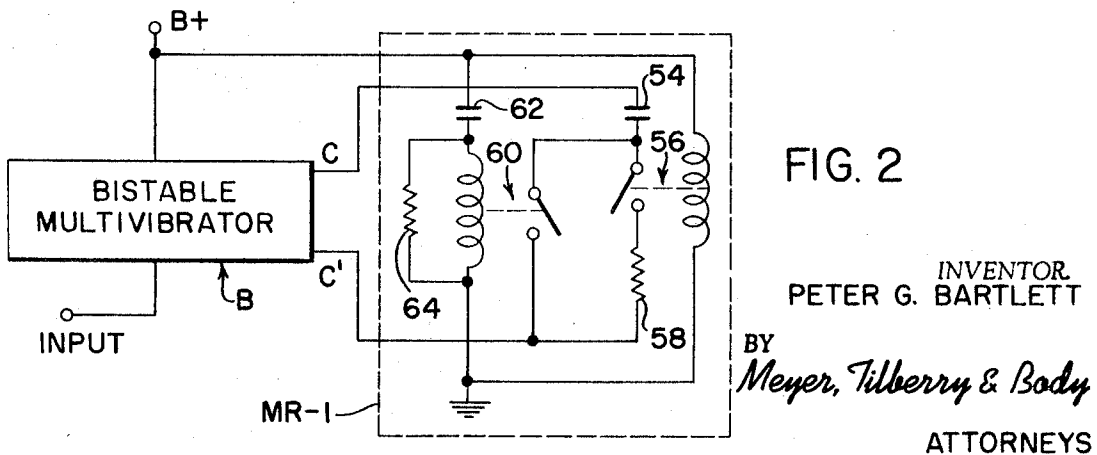 B+
54
62
C
60
56
FIG. 2
BISTABLE
MULTIVIBRATOR
C'
B
64
58
INPUT
MR-1
INVENTOR.
PETER G. BARTLETT
BY
Meyer, Tilberry & Body
ATTORNEYS